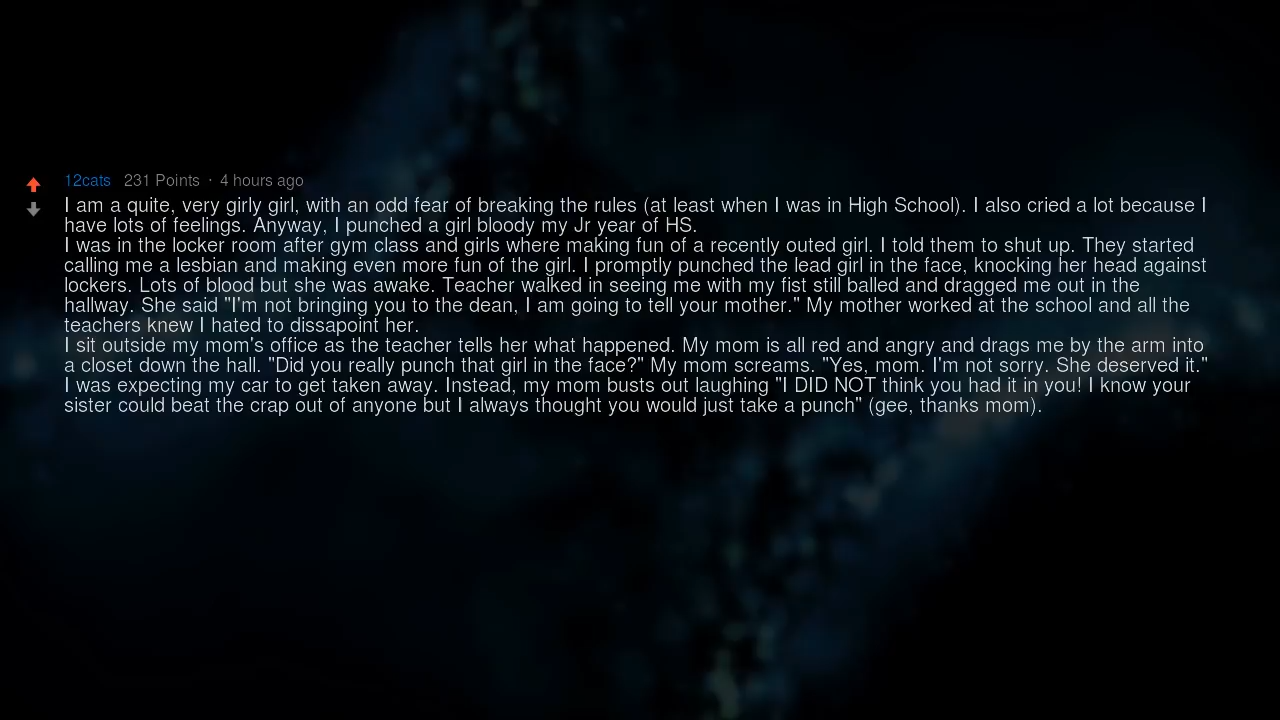 12cats 231 Points · 4 hours ago
I am a quite, very girly girl, with an odd fear of breaking the rules (at least when I was in High School). I also cried a lot because I
have lots of feelings. Anyway, I punched a girl bloody my Jr year of HS.
I was in the locker room after gym class and girls where making fun of a recently outed girl. I told them to shut up. They started
calling me a lesbian and making even more fun of the girl. I promptly punched the lead girl in the face, knocking her head against
lockers. Lots of blood but she was awake. Teacher walked in seeing me with my fist still balled and dragged me out in the
hallway. She said "I'm not bringing you to the dean, I am going to tell your mother." My mother worked at the school and all the
teachers knew I hated to dissapoint her.
I sit outside my mom's office as the teacher tells her what happened. My mom is all red and angry and drags me by the arm into
a closet down the hall. "Did you really punch that girl in the face?" My mom screams. "Yes, mom. I'm not sorry. She deserved it."
I was expecting my car to get taken away. Instead, my mom busts out laughing "I DID NOT think you had it in you! I know your
sister could beat the crap out of anyone but I always thought you would just take a punch" (gee, thanks mom).